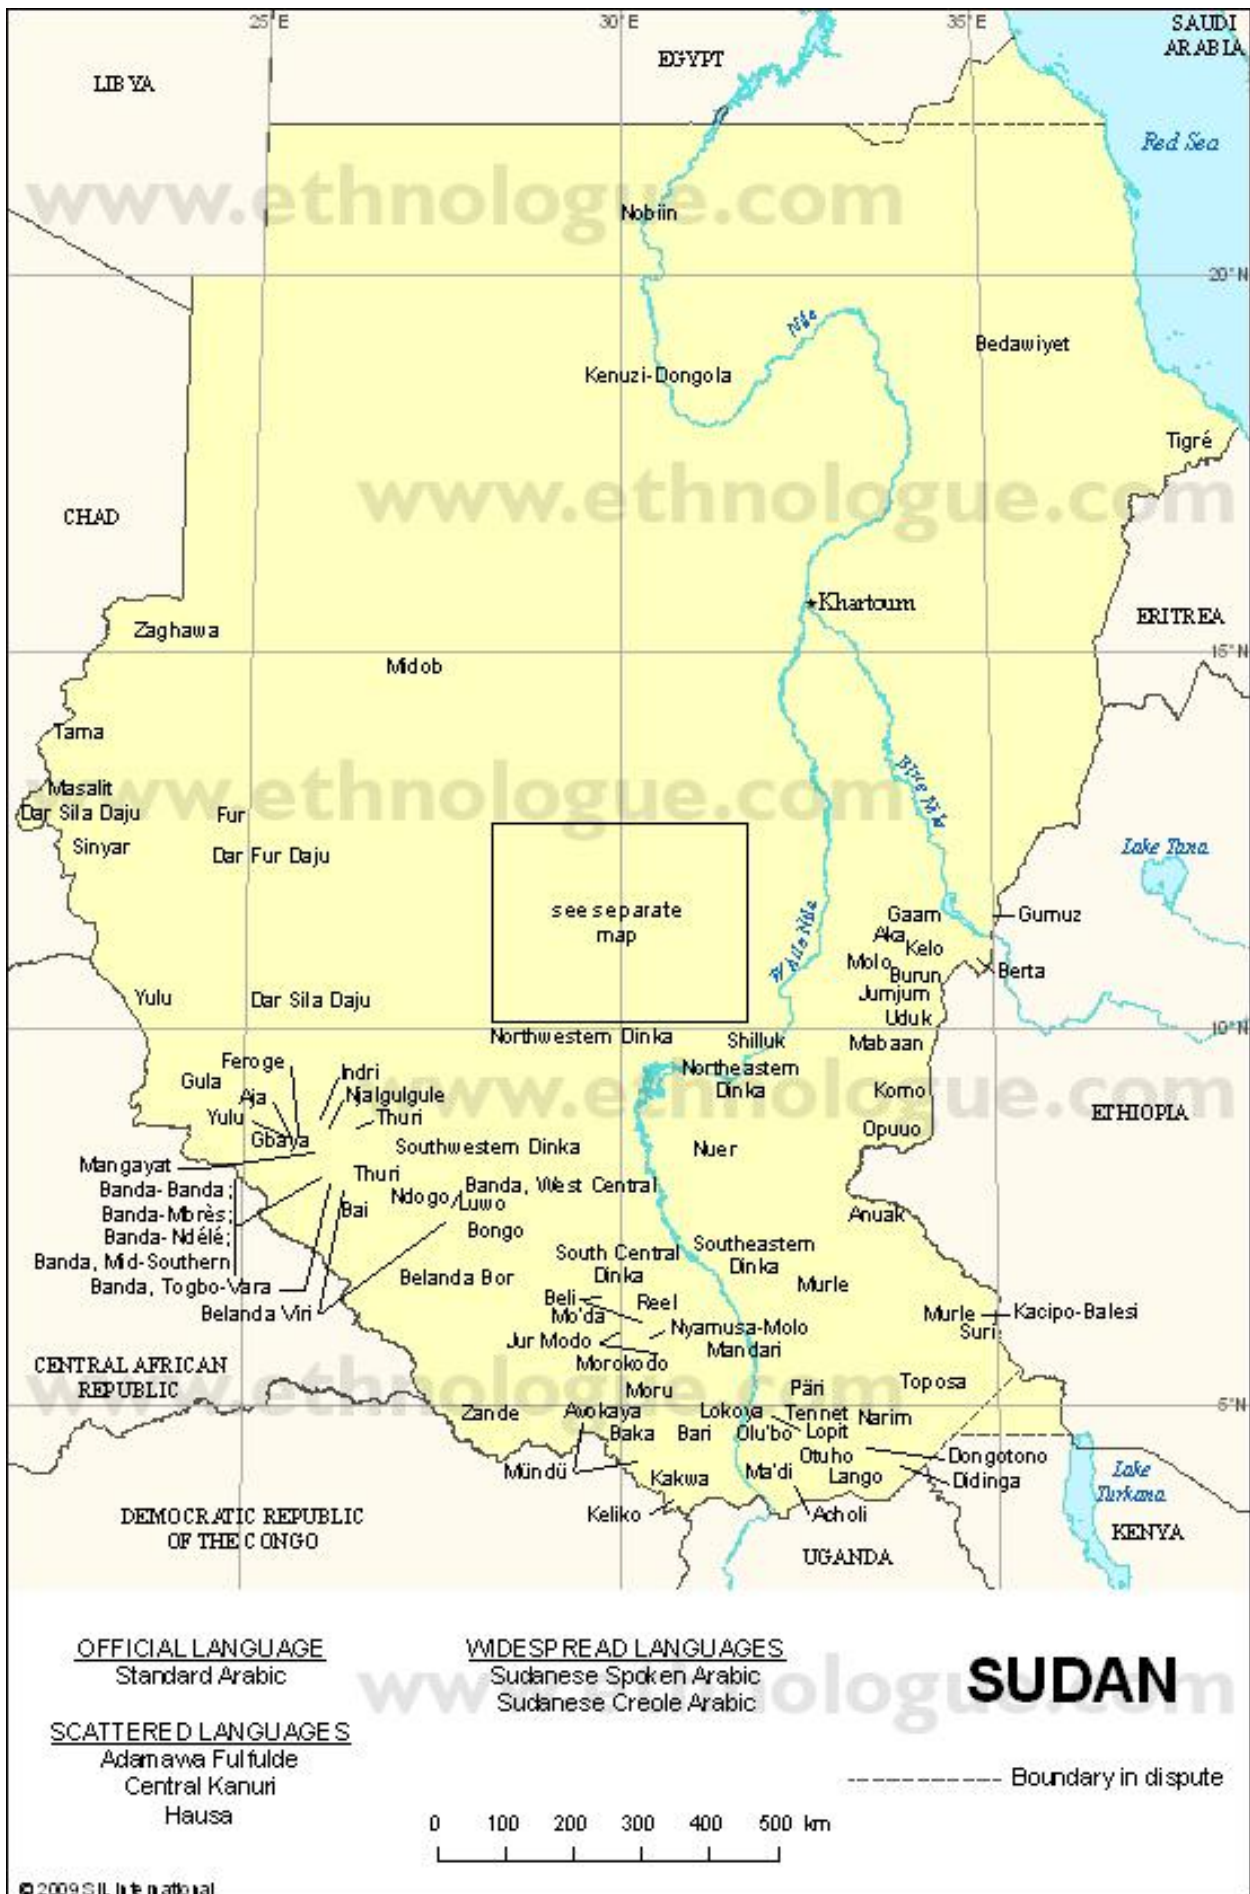 25°E
30°E
35°E
SAUDI
ARABIA
EGYPT
LIBYA
Red Sea
www.ethnologue.com
Nobiin
20°N
Nile
Bedawiyet
Kenuzi-Dongola
Tigré
www.ethnologue.com
CHAD
Khartoum
ERITREA
Zaghawa
15°N
Midob
Tama
Masalit
www.ethnologue.com
Blue Nile
Dar Sila Daju
Fur
Sinyar
Dar Fur Daju
Lake Tana
see separate
map
White Nile
Gaam
Gumuz
Aka
Kelo
Molo
Burun
Berta
Yulu
Dar Sila Daju
Jumjum
Uduk
10°N
Northwestern Dinka
Shilluk
Mabaan
Feroge
Indri
Northeastern
Dinka
Gula
Aja
Njalgulgule
Komo
www.ethnologue.com
ETHIOPIA
Yulu
Thuri
Opuuo
Gbaya
Southwestern Dinka
Nuer
Mangayat
Thuri
Banda-Banda;
Banda-Mbrès;
Banda-Ndélé;
Banda, Mid-Southern
Banda, Togbo-Vara
Belanda Viri
Bai
Ndogo
Banda, West Central
Luwo
Bongo
Anuak
South Central
Dinka
Southeastern
Dinka
Belanda Bor
Murle
Beli
Reel
Mo'da
Murle
Kacipo-Balesi
Suri
Nyamusa-Molo
Jur Modo
Mandari
Morokodo
CENTRAL AFRICAN
REPUBLIC
www.ethnologue.com
Moru
Päri
Toposa
Zande
Avokaya
Lokoya
Tennet
Narim
5°N
Baka
Bari
Olu'bo
Lopit
Otuho
Dongotono
Mündü
Kakwa
Ma'di
Lango
Didinga
Lake
Turkana
Keliko
Acholi
DEMOCRATIC REPUBLIC
OF THE CONGO
UGANDA
KENYA
OFFICIAL LANGUAGE
Standard Arabic
WIDESPREAD LANGUAGES
Sudanese Spoken Arabic
Sudanese Creole Arabic
www.ethnologue.com
SUDAN
SCATTERED LANGUAGES
Adamawa Fulfulde
Central Kanuri
Hausa
Boundary in dispute
0 100 200 300 400 500 km
© 2009 SIL International